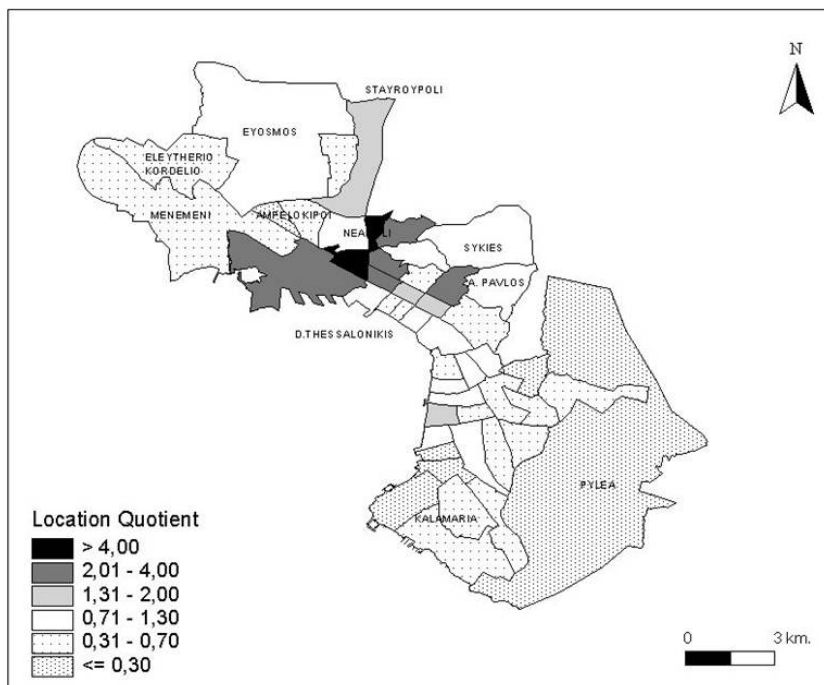 N
STAYROYPOLI
EYOSMOS
ELEYTHERIO
KORDELIO
MENEMENI
AMPELOKIPOI
NEAPOLI
SYKIES
A. PAVLOS
D.THESSALONIKIS
PYLEA
KALAMARIA
Location Quotient
> 4,00
2,01 - 4,00
1,31 - 2,00
0,71 - 1,30
0,31 - 0,70
<= 0,30
0 3 km.